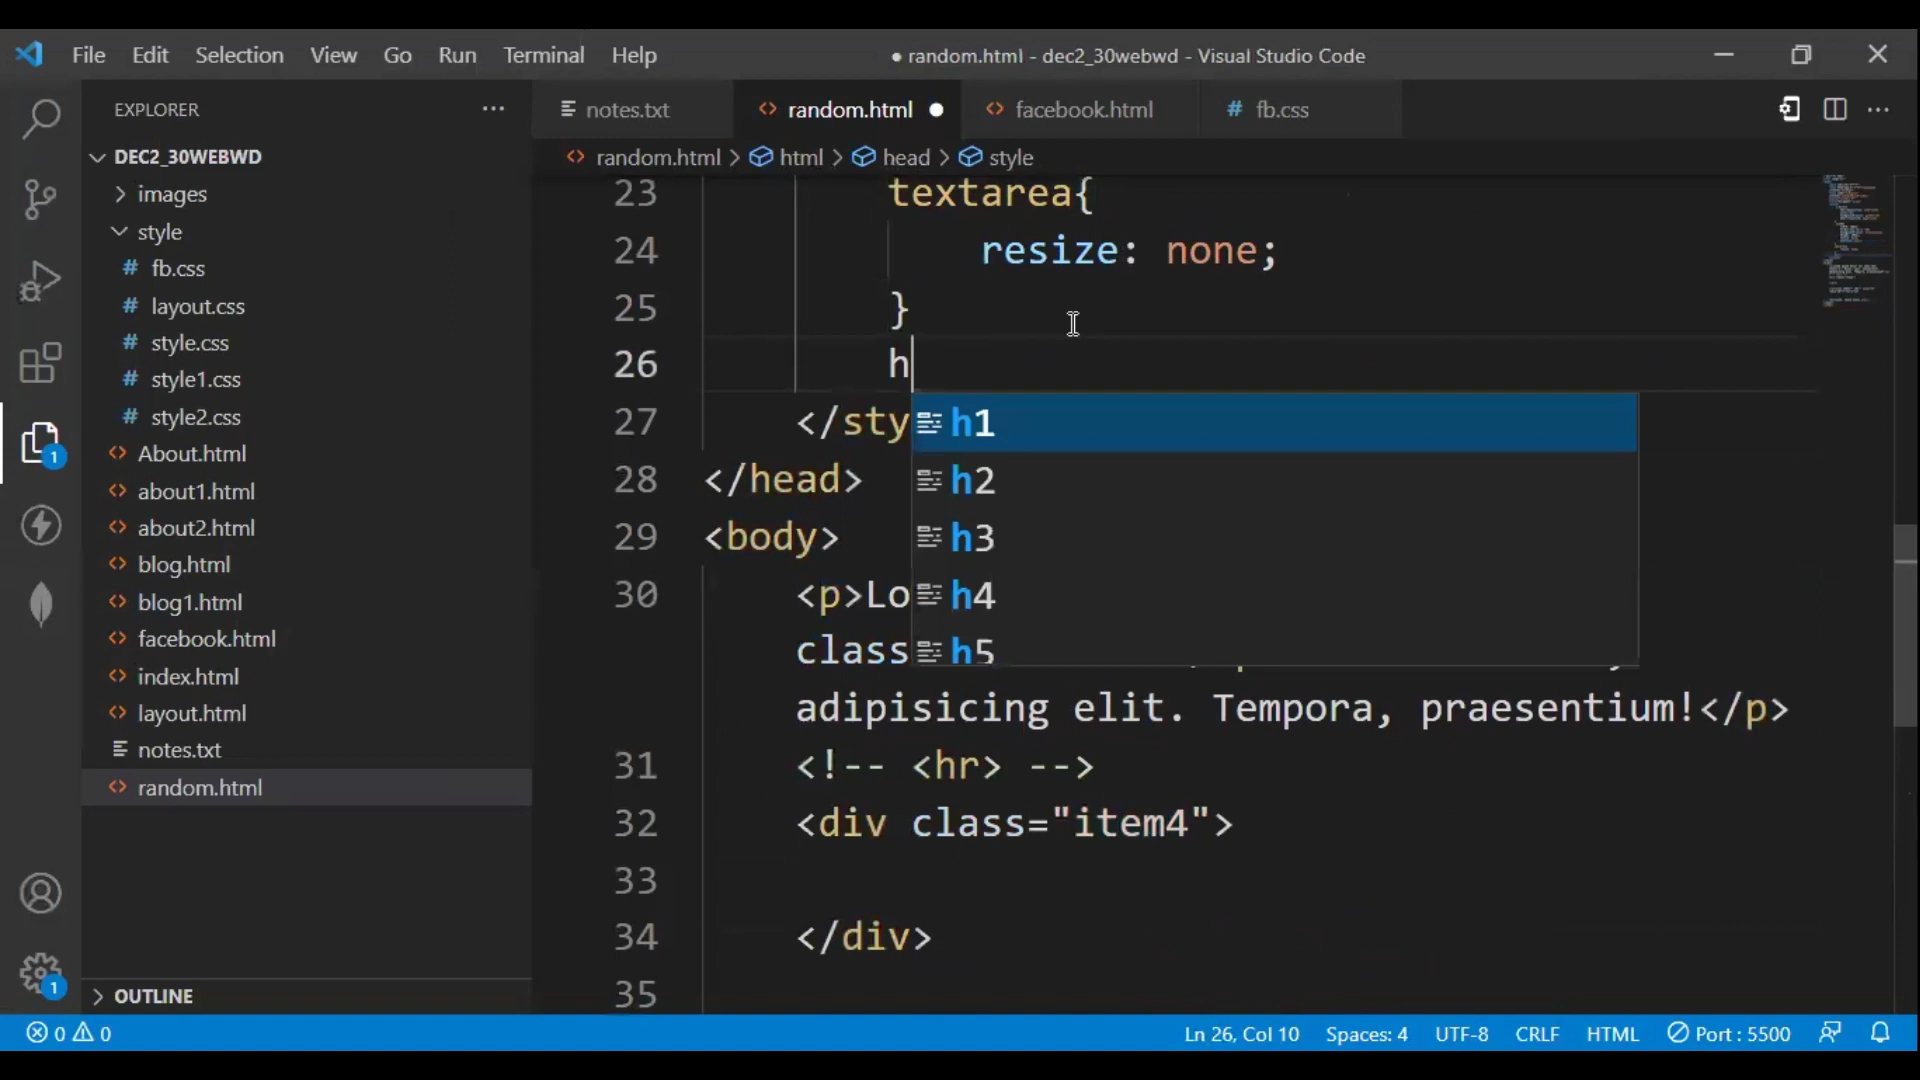 File Edit Selection View Go Run Terminal Help ● random.html - dec2_30webwd - Visual Studio Code
EXPLORER ···
notes.txt random.html facebook.html # fb.css
DEC2_30WEBWD
random.html > html > head > style
images
style
# fb.css
# layout.css
# style.css
# style1.css
# style2.css
About.html
about1.html
about2.html
blog.html
blog1.html
facebook.html
index.html
layout.html
notes.txt
random.html
OUTLINE
23 textarea{
24 resize: none;
25 }
26 h
27 </sty
28 </head>
29 <body>
30 <p>Lo
class
adipisicing elit. Tempora, praesentium!</p>
31 <!-- <hr> -->
32 <div class="item4">
33
34 </div>
35
h1
h2
h3
h4
h5
1
1
0 0 Ln 26, Col 10 Spaces: 4 UTF-8 CRLF HTML Port : 5500